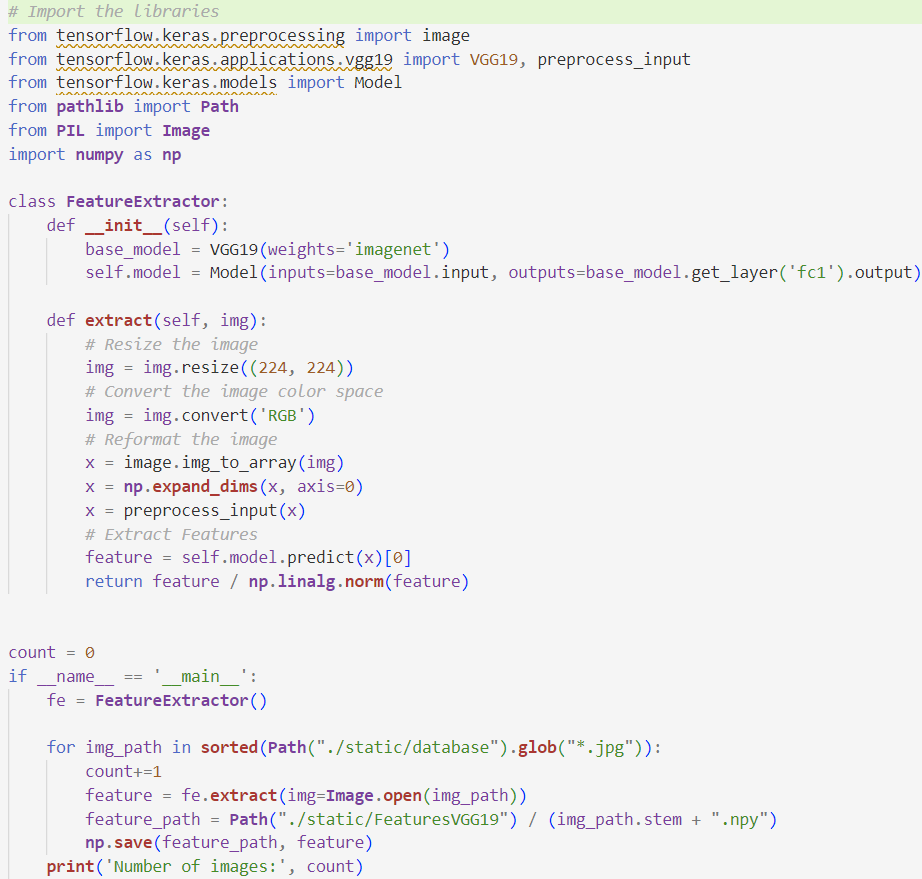 # Import the libraries
from tensorflow.keras.preprocessing import image
from tensorflow.keras.applications.vgg19 import VGG19, preprocess_input
from tensorflow.keras.models import Model
from pathlib import Path
from PIL import Image
import numpy as np

class FeatureExtractor:
    def __init__(self):
        base_model = VGG19(weights='imagenet')
        self.model = Model(inputs=base_model.input, outputs=base_model.get_layer('fc1').output)

    def extract(self, img):
        # Resize the image
        img = img.resize((224, 224))
        # Convert the image color space
        img = img.convert('RGB')
        # Reformat the image
        x = image.img_to_array(img)
        x = np.expand_dims(x, axis=0)
        x = preprocess_input(x)
        # Extract Features
        feature = self.model.predict(x)[0]
        return feature / np.linalg.norm(feature)


count = 0
if __name__ == '__main__':
    fe = FeatureExtractor()

    for img_path in sorted(Path("./static/database").glob("*.jpg")):
        count+=1
        feature = fe.extract(img=Image.open(img_path))
        feature_path = Path("./static/FeaturesVGG19") / (img_path.stem + ".npy")
        np.save(feature_path, feature)
    print('Number of images:', count)